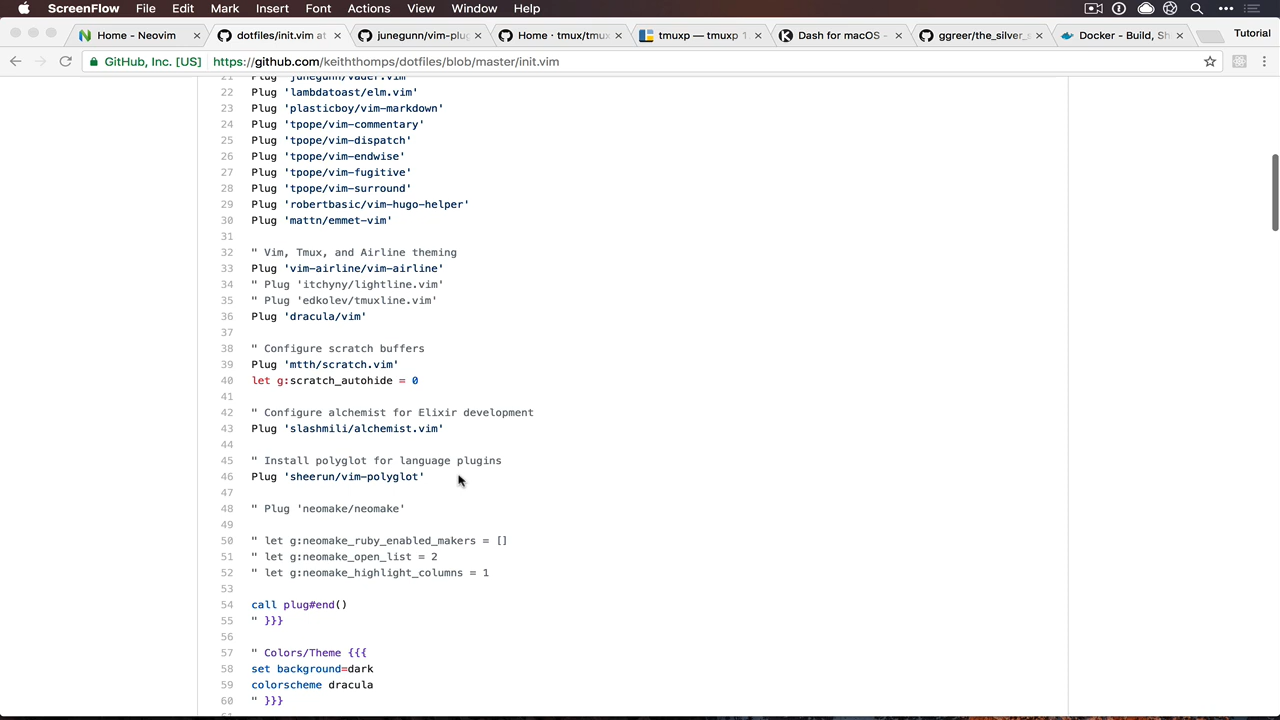 ScreenFlow File Edit Mark Insert Font Actions View Window Help
Home - Neovim
dotfiles/init.vim at
junegunn/vim-plug
Home · tmux/tmux
tmuxp — tmuxp 1
Dash for macOS -
ggreer/the_silver_s
Docker - Build, Sh
Tutorial
GitHub, Inc. [US] https://github.com/keiththomps/dotfiles/blob/master/init.vim
21 Plug 'junegunn/vader.vim'
22 Plug 'lambdatoast/elm.vim'
23 Plug 'plasticboy/vim-markdown'
24 Plug 'tpope/vim-commentary'
25 Plug 'tpope/vim-dispatch'
26 Plug 'tpope/vim-endwise'
27 Plug 'tpope/vim-fugitive'
28 Plug 'tpope/vim-surround'
29 Plug 'robertbasic/vim-hugo-helper'
30 Plug 'mattn/emmet-vim'
31
32 " Vim, Tmux, and Airline theming
33 Plug 'vim-airline/vim-airline'
34 " Plug 'itchyny/lightline.vim'
35 " Plug 'edkolev/tmuxline.vim'
36 Plug 'dracula/vim'
37
38 " Configure scratch buffers
39 Plug 'mtth/scratch.vim'
40 let g:scratch_autohide = 0
41
42 " Configure alchemist for Elixir development
43 Plug 'slashmili/alchemist.vim'
44
45 " Install polyglot for language plugins
46 Plug 'sheerun/vim-polyglot'
47
48 " Plug 'neomake/neomake'
49
50 " let g:neomake_ruby_enabled_makers = []
51 " let g:neomake_open_list = 2
52 " let g:neomake_highlight_columns = 1
53
54 call plug#end()
55 " }}}
56
57 " Colors/Theme {{{
58 set background=dark
59 colorscheme dracula
60 " }}}